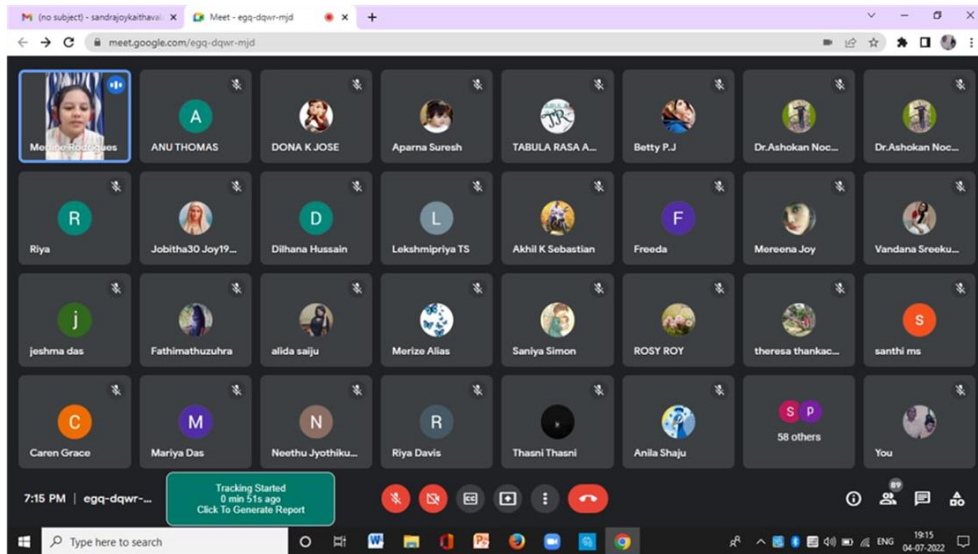 (no subject) - sandrajoykaithaval
Meet - egq-dqwr-mjd
meet.google.com/egq-dqwr-mjd
ANU THOMAS
DONA K JOSE
Aparna Suresh
TABULA RASA A...
Betty P.J
Dr.Ashokan Noc...
Dr.Ashokan Noc...
A
TR
R
D
L
F
Riya
Jobitha30 Joy19...
Dilhana Hussain
Lekshmipriya TS
Akhil K Sebastian
Freeda
Mereena Joy
Vandana Sreeku...
j
s
jeshma das
Fathimathuzuhra
alida saiju
Merize Alias
Saniya Simon
ROSY ROY
theresa thankac...
santhi ms
C
M
N
R
S P
58 others
Caren Grace
Mariya Das
Neethu Jyothiku...
Riya Davis
Thasni Thasni
Anila Shaju
You
7:15 PM | egq-dqwr-...
Tracking Started
0 min 51s ago
Click To Generate Report
89
Type here to search
ENG
19:15
04-07-2022